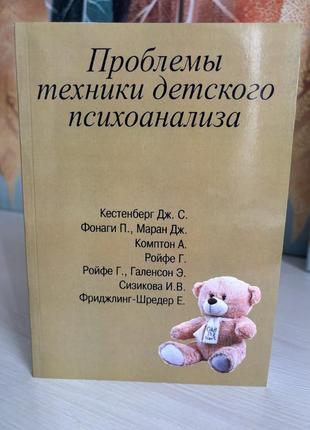 Проблемы
техники детского
психоанализа
Кестенберг Дж. С.
Фонаги П., Маран Дж.
Комптон А.
Ройфе Г.
Ройфе Г., Галенсон Э.
Сизикова И.В.
Фриджлинг-Шредер Е.